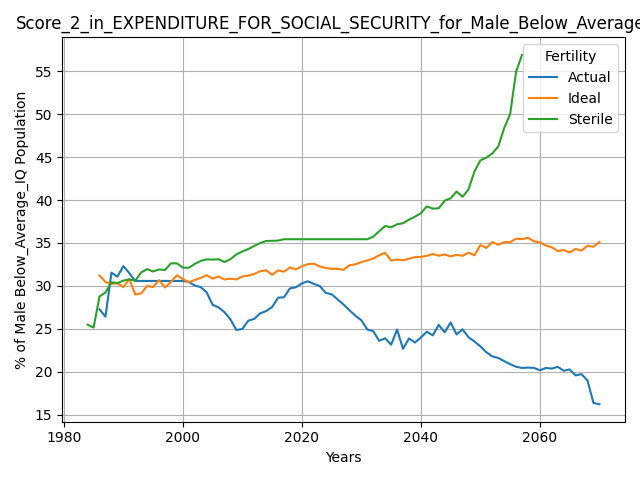 Score_2_in_EXPENDITURE_FOR_SOCIAL_SECURITY_for_Male_Below_Average
Fertility
Actual
Ideal
Sterile
% of Male Below_Average_IQ Population
55
50
45
40
35
30
25
20
15
1980
2000
2020
2040
2060
Years